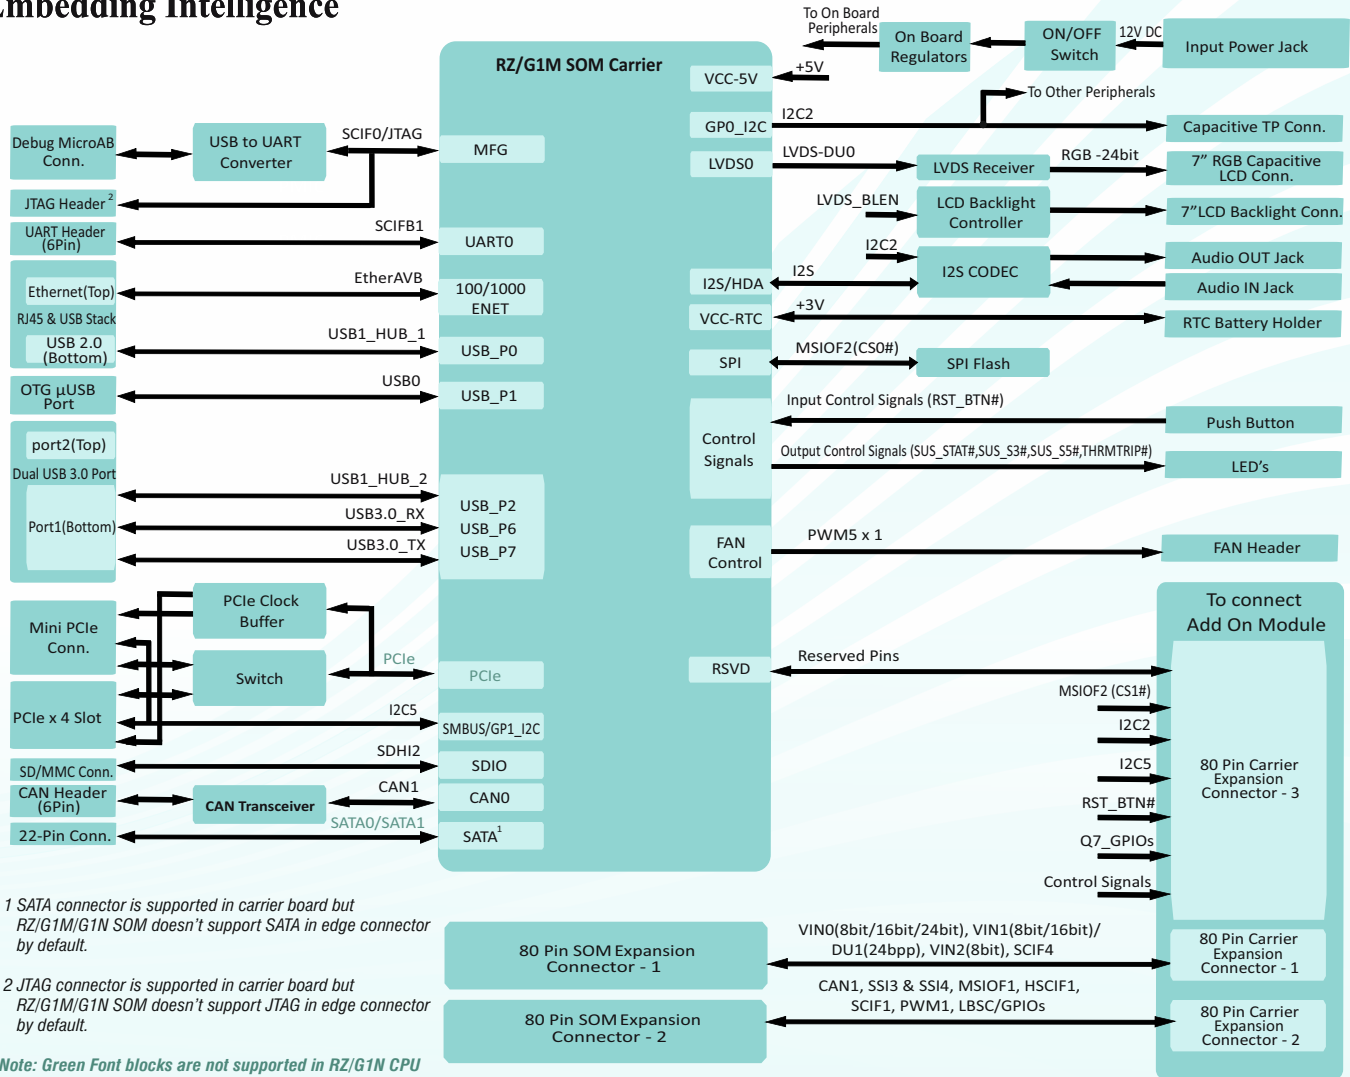 Embedding Intelligence
To On Board
Peripherals
On Board
Regulators
ON/OFF
Switch
12V DC
Input Power Jack
RZ/G1M SOM Carrier
VCC-5V
+5V
To Other Peripherals
GP0_I2C
I2C2
Capacitive TP Conn.
Debug MicroAB
Conn.
USB to UART
Converter
SCIF0/JTAG
MFG
LVDS0
LVDS-DU0
LVDS Receiver
RGB -24bit
7” RGB Capacitive
LCD Conn.
JTAG Header 2
LVDS_BLEN
LCD Backlight
Controller
7”LCD Backlight Conn.
UART Header
(6Pin)
SCIFB1
UART0
I2C2
I2S CODEC
Audio OUT Jack
Audio IN Jack
Ethernet(Top)
RJ45 & USB Stack
USB 2.0
(Bottom)
EtherAVB
100/1000
ENET
I2S/HDA
I2S
VCC-RTC
+3V
RTC Battery Holder
USB1_HUB_1
USB_P0
SPI
MSIOF2(CS0#)
SPI Flash
OTG µUSB
Port
USB0
USB_P1
Control
Signals
Input Control Signals (RST_BTN#)
Push Button
Output Control Signals (SUS_STAT#,SUS_S3#,SUS_S5#,THRMTRIP#)
LED’s
port2(Top)
Dual USB 3.0 Port
Port1(Bottom)
USB1_HUB_2
USB3.0_RX
USB3.0_TX
USB_P2
USB_P6
USB_P7
FAN
Control
PWM5 x 1
FAN Header
Mini PCIe
Conn.
PCIe Clock
Buffer
Switch
PCIe
PCIe
RSVD
Reserved Pins
To connect
Add On Module
PCIe x 4 Slot
I2C5
SMBUS/GP1_I2C
MSIOF2 (CS1#)
I2C2
I2C5
RST_BTN#
Q7_GPIOs
Control Signals
80 Pin Carrier
Expansion
Connector - 3
SD/MMC Conn.
SDHI2
SDIO
CAN Header
(6Pin)
CAN Transceiver
CAN1
CAN0
22-Pin Conn.
SATA0/SATA1
SATA1
1 SATA connector is supported in carrier board but
RZ/G1M/G1N SOM doesn’t support SATA in edge connector
by default.
2 JTAG connector is supported in carrier board but
RZ/G1M/G1N SOM doesn’t support JTAG in edge connector
by default.
Note: Green Font blocks are not supported in RZ/G1N CPU
80 Pin SOM Expansion
Connector - 1
VIN0(8bit/16bit/24bit), VIN1(8bit/16bit)/
DU1(24bpp), VIN2(8bit), SCIF4
80 Pin Carrier
Expansion
Connector - 1
80 Pin SOM Expansion
Connector - 2
CAN1, SSI3 & SSI4, MSIOF1, HSCIF1,
SCIF1, PWM1, LBSC/GPIOs
80 Pin Carrier
Expansion
Connector - 2